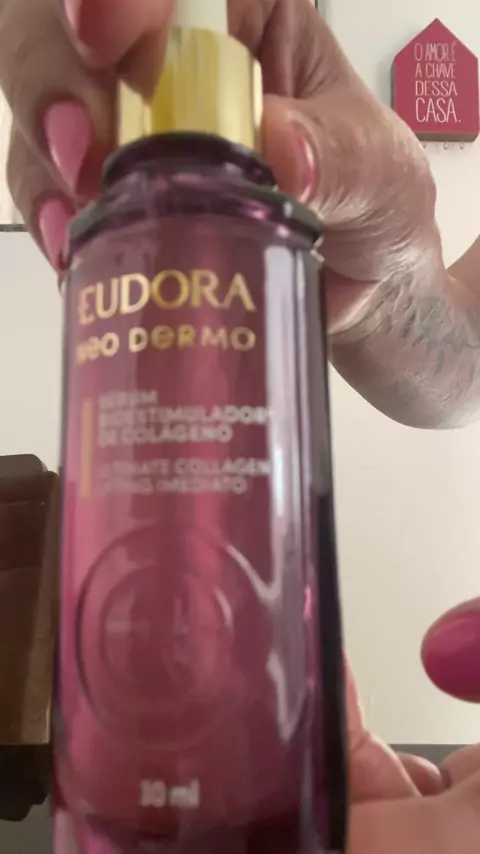 O AMOR É
A CHAVE
DESSA
CASA.
EUDORA
Neo DERMO
SÉRUM
BIOESTIMULADOR
DE COLÁGENO
ULTIMATE COLLAGEN
LIFTING IMEDIATO
30 ml